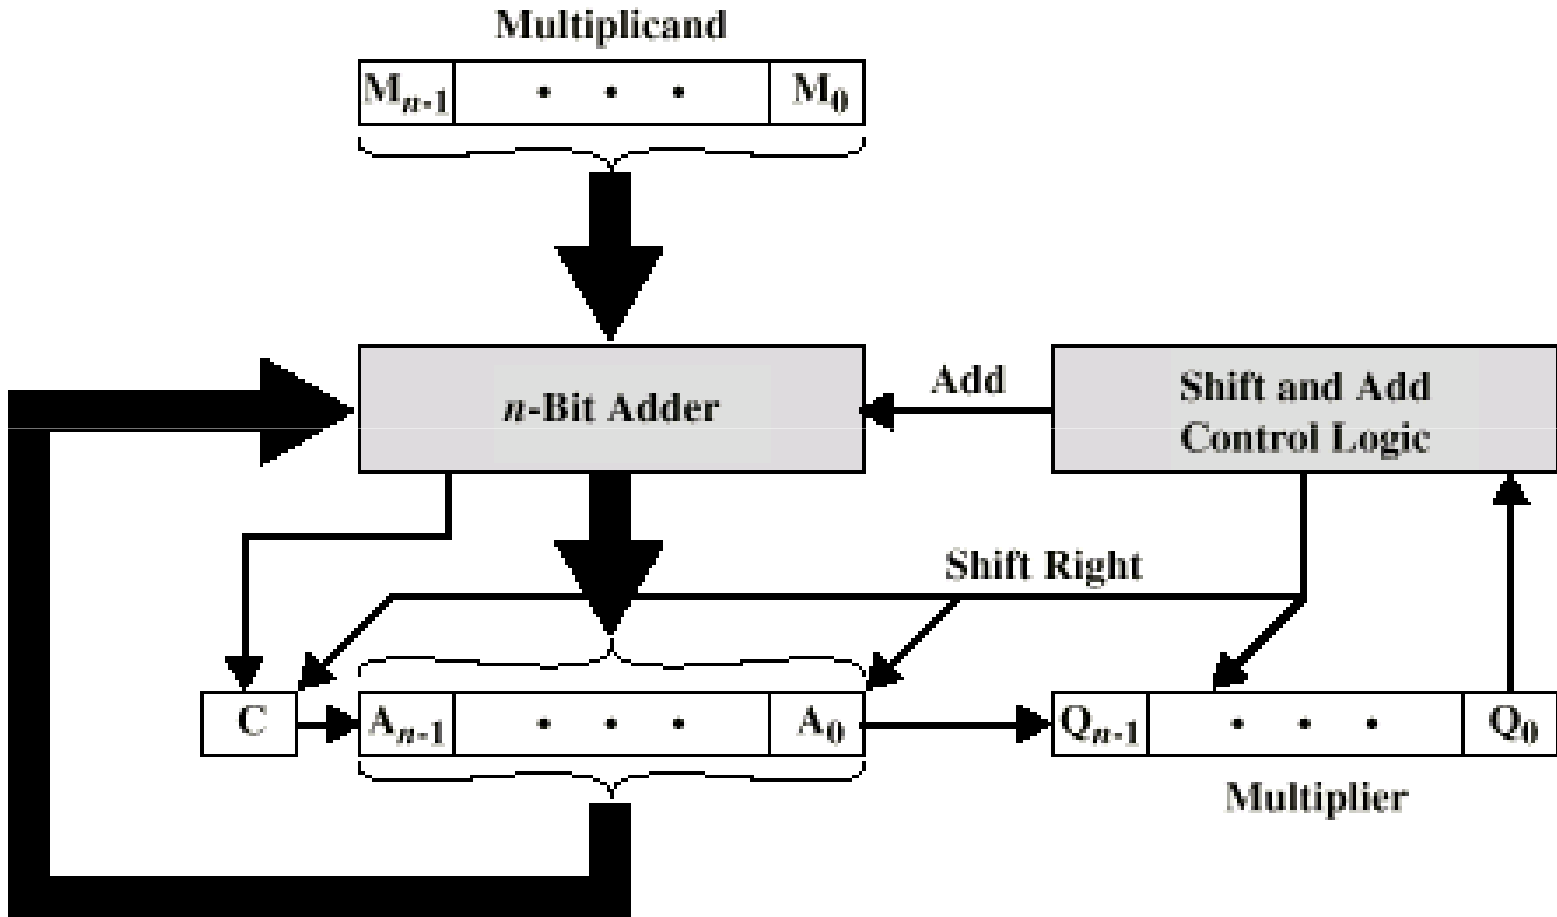 Multiplicand
Mn-1 · · · M0
n-Bit Adder
Add
Shift and Add
Control Logic
Shift Right
C
An-1 · · · A0
Qn-1 · · · Q0
Multiplier